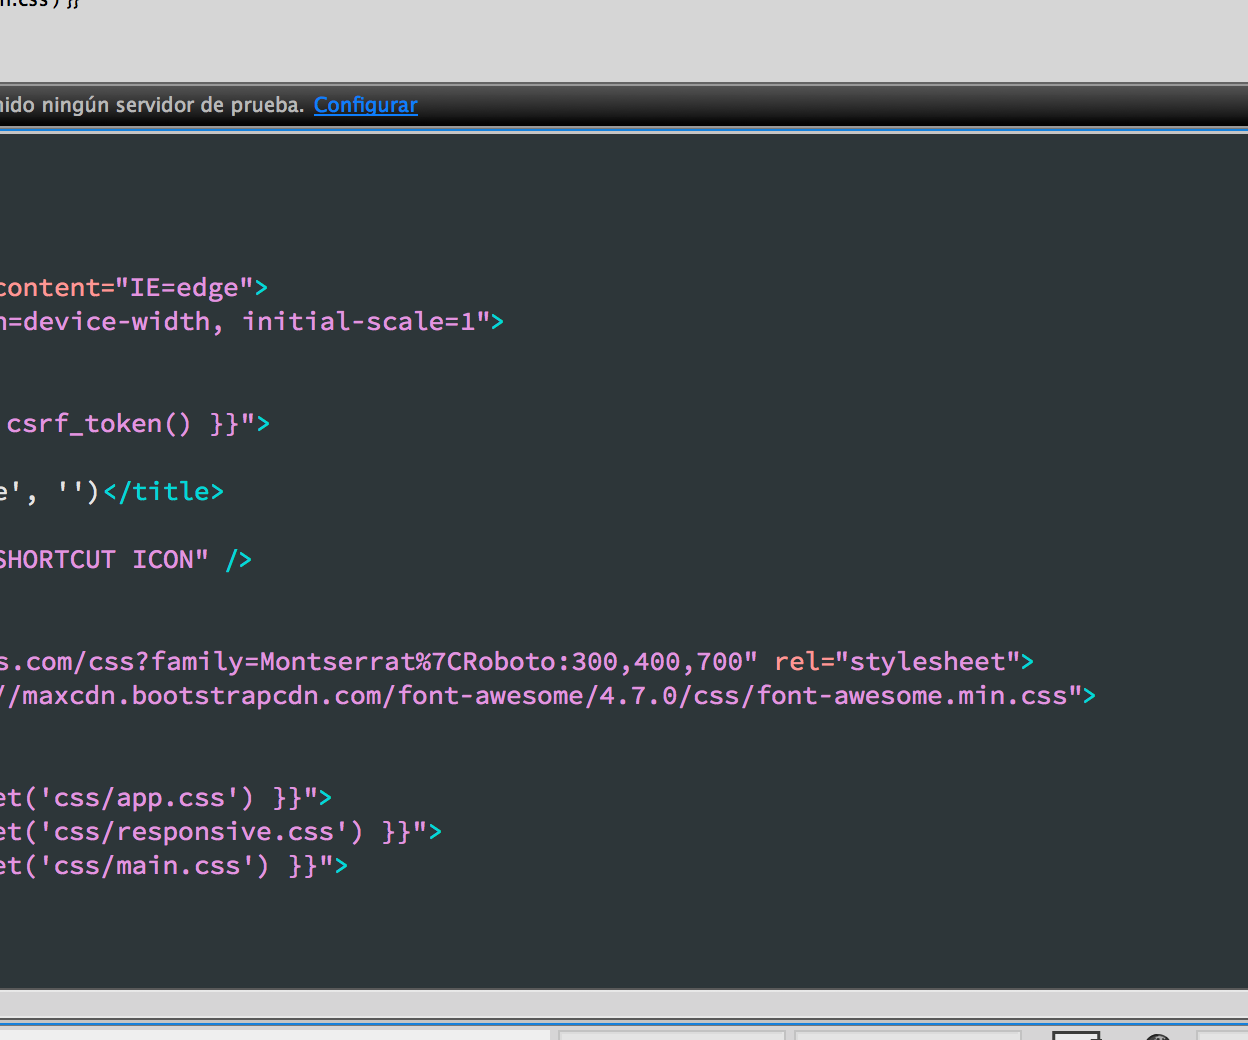 n.css') }}
nido ningún servidor de prueba. Configurar
content="IE=edge">
h=device-width, initial-scale=1">
csrf_token() }}">
e', '')</title>
SHORTCUT ICON" />
s.com/css?family=Montserrat%7CRoboto:300,400,700" rel="stylesheet">
//maxcdn.bootstrapcdn.com/font-awesome/4.7.0/css/font-awesome.min.css">
et('css/app.css') }}">
et('css/responsive.css') }}">
et('css/main.css') }}">